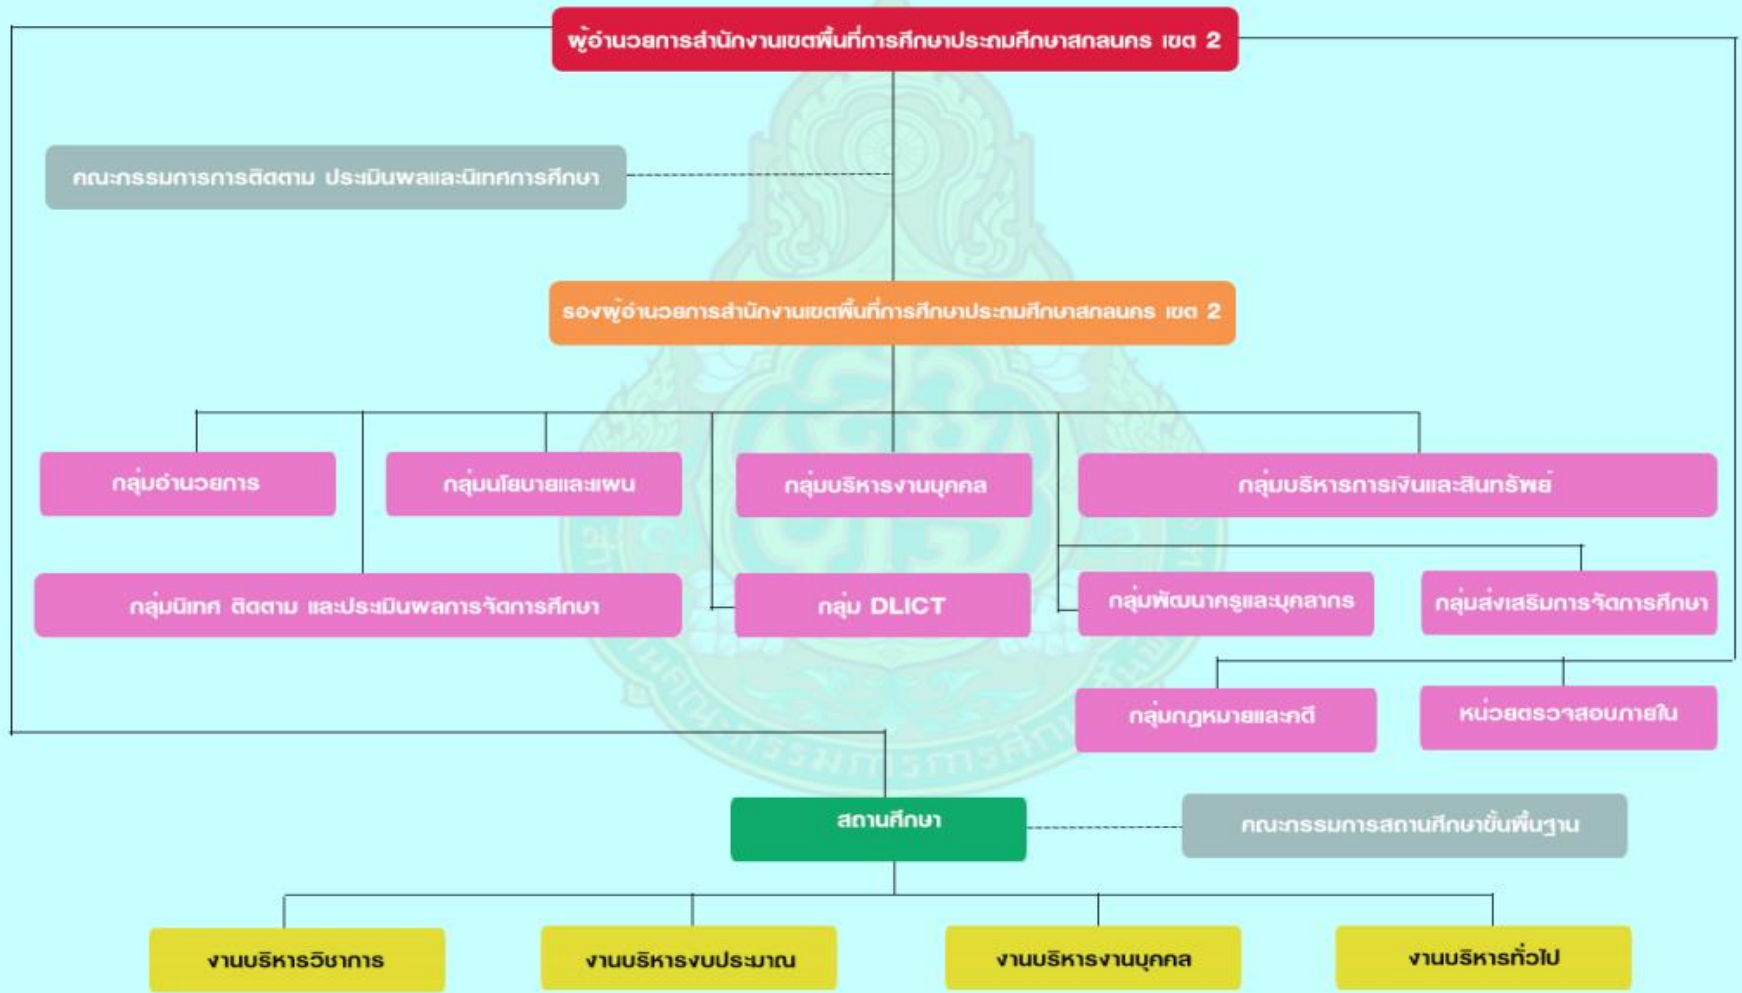 ผู้อำนวยการสำนักงานเขตพื้นที่การศึกษาประถมศึกษาสกลนคร เขต 2
คณะกรรมการการติดตาม ประเมินผลและนิเทศการศึกษา
รองผู้อำนวยการสำนักงานเขตพื้นที่การศึกษาประถมศึกษาสกลนคร เขต 2
กลุ่มอำนวยการ
กลุ่มนโยบายและแผน
กลุ่มบริหารงานบุคคล
กลุ่มบริหารการเงินและสินทรัพย์
กลุ่มนิเทศ ติดตาม และประเมินผลการจัดการศึกษา
กลุ่ม DLICT
กลุ่มพัฒนาครูและบุคลากร
กลุ่มส่งเสริมการจัดการศึกษา
กลุ่มกฎหมายและคดี
หน่วยตรวจสอบภายใน
สถานศึกษา
คณะกรรมการสถานศึกษาขั้นพื้นฐาน
งานบริหารวิชาการ
งานบริหารงบประมาณ
งานบริหารงานบุคคล
งานบริหารทั่วไป